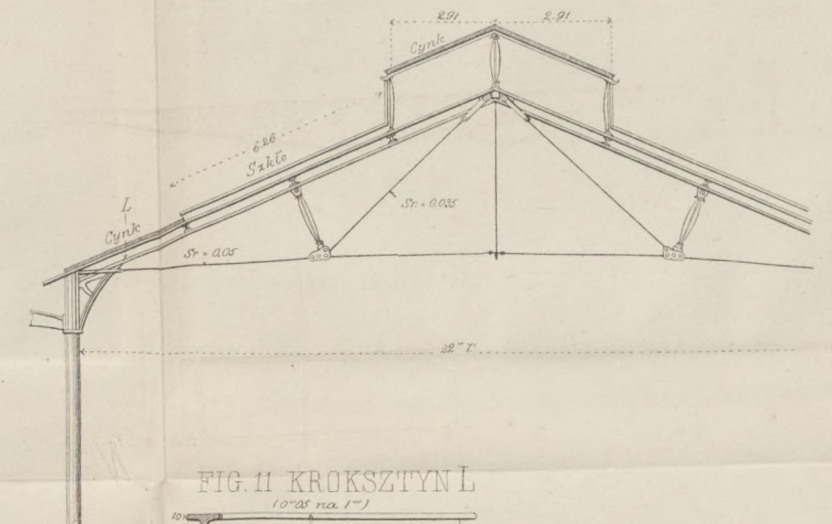 2.91
2.91
Cynk
6.26
Szkło
L
Cynk
Sr. = 0.035
Sr = 0.05
FIG. 11 KROKSZTYN L
(0m05 na 1m)
10